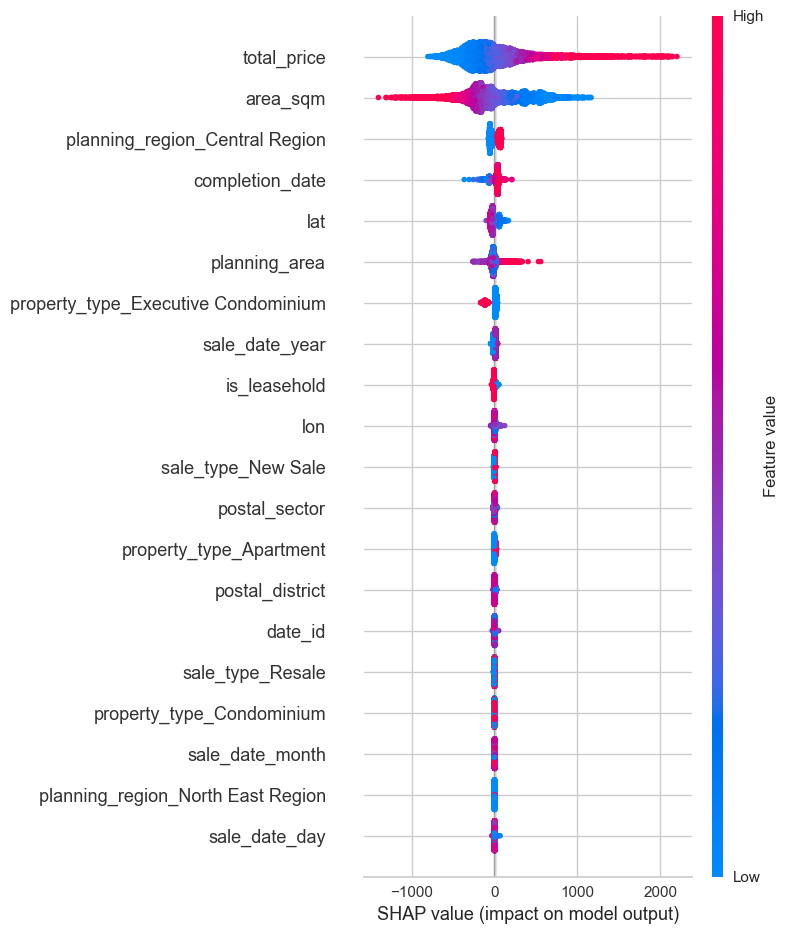 High
total_price
area_sqm
planning_region_Central Region
completion_date
lat
planning_area
property_type_Executive Condominium
sale_date_year
is_leasehold
lon
sale_type_New Sale
postal_sector
property_type_Apartment
postal_district
date_id
sale_type_Resale
property_type_Condominium
sale_date_month
planning_region_North East Region
sale_date_day
Feature value
Low
−1000 0 1000 2000
SHAP value (impact on model output)